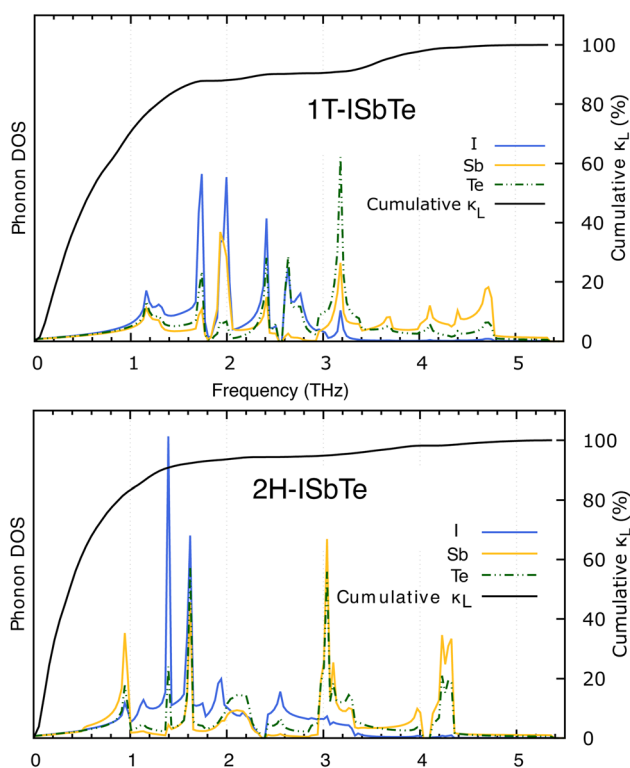 100
80
60
40
20
0
Cumulative κL (%)
Phonon DOS
1T-ISbTe
I
Sb
Te
Cumulative κL
0 1 2 3 4 5
Frequency (THz)
100
80
60
40
20
0
Cumulative κL (%)
Phonon DOS
2H-ISbTe
I
Sb
Te
Cumulative κL
0 1 2 3 4 5